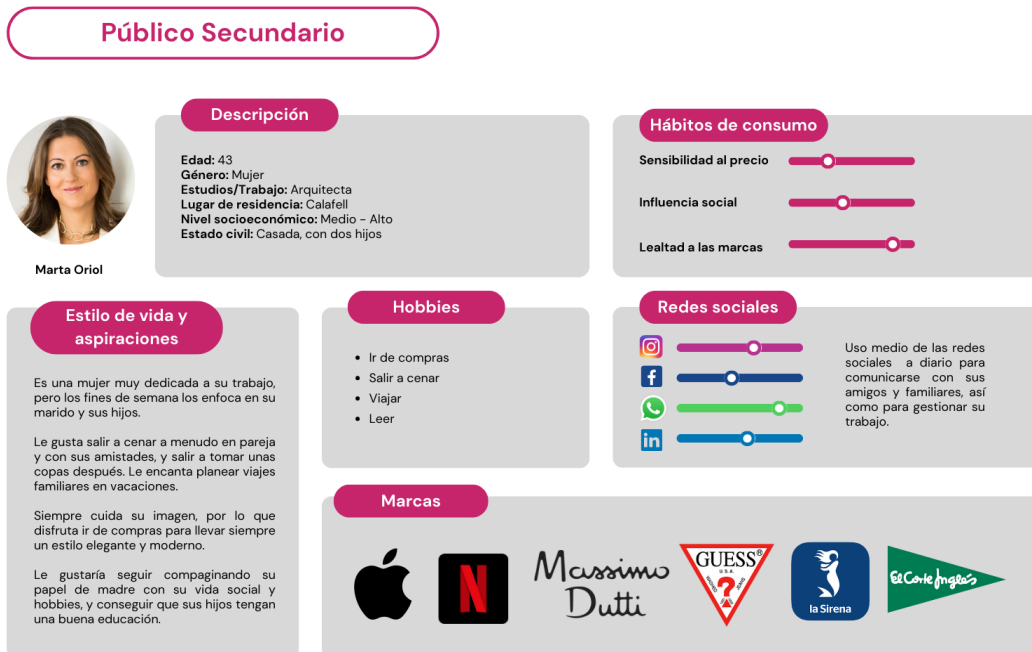 Público Secundario
Descripción
Edad: 43
Género: Mujer
Estudios/Trabajo: Arquitecta
Lugar de residencia: Calafell
Nivel socioeconómico: Medio - Alto
Estado civil: Casada, con dos hijos
Marta Oriol
Hábitos de consumo
Sensibilidad al precio
Influencia social
Lealtad a las marcas
Estilo de vida y
aspiraciones
Es una mujer muy dedicada a su trabajo,
pero los fines de semana los enfoca en su
marido y sus hijos.
Le gusta salir a cenar a menudo en pareja
y con sus amistades, y salir a tomar unas
copas después. Le encanta planear viajes
familiares en vacaciones.
Siempre cuida su imagen, por lo que
disfruta ir de compras para llevar siempre
un estilo elegante y moderno.
Le gustaría seguir compaginando su
papel de madre con su vida social y
hobbies, y conseguir que sus hijos tengan
una buena educación.
Hobbies
• Ir de compras
• Salir a cenar
• Viajar
• Leer
Redes sociales
in
Uso medio de las redes
sociales a diario para
comunicarse con sus
amigos y familiares, así
como para gestionar su
trabajo.
Marcas
N
Massimo
Dutti
GUESS®
U.S.A.
?
la Sirena
El Corte Inglés